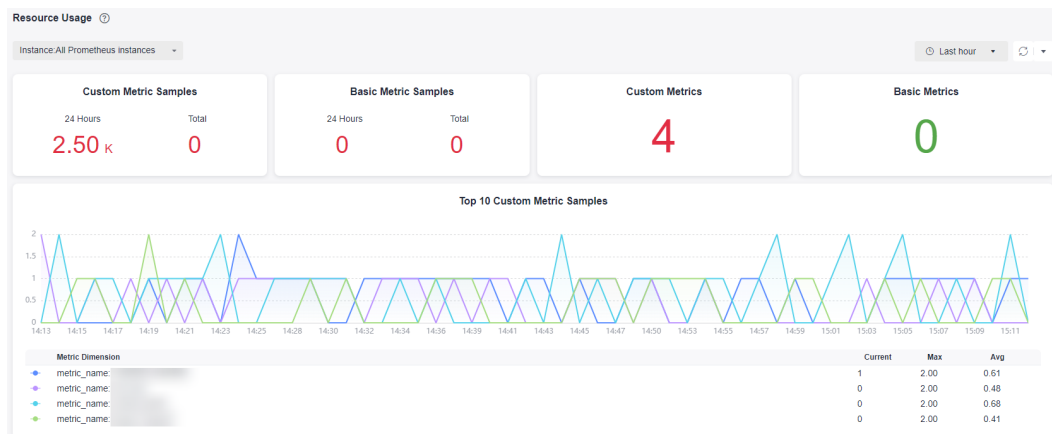 Resource Usage
Instance:All Prometheus instances
Last hour
Custom Metric Samples
24 Hours Total
2.50 K 0
Basic Metric Samples
24 Hours Total
0 0
Custom Metrics
4
Basic Metrics
0
Top 10 Custom Metric Samples
2
1.5
1
0.5
0
14:13 14:15 14:17 14:19 14:21 14:23 14:25 14:28 14:30 14:32 14:34 14:36 14:39 14:41 14:43 14:45 14:47 14:50 14:52 14:53 14:55 14:57 14:59 15:01 15:03 15:05 15:07 15:09 15:11
Metric Dimension Current Max Avg
metric_name: 1 2.00 0.61
metric_name: 0 2.00 0.48
metric_name: 0 2.00 0.68
metric_name: 0 2.00 0.41